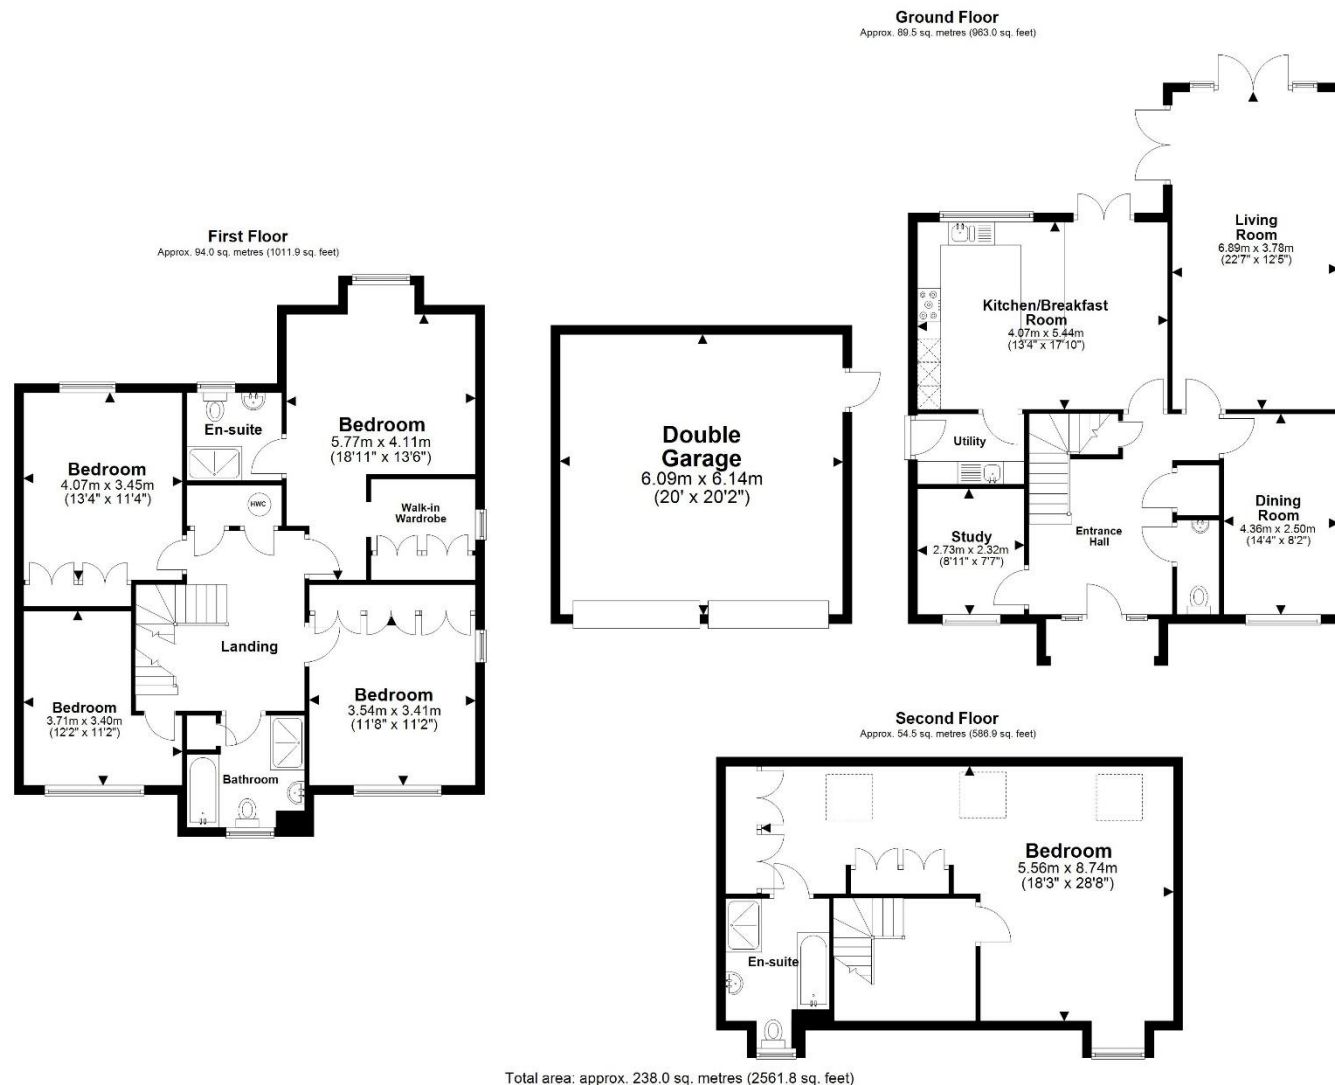 Ground Floor
Approx. 89.5 sq. metres (963.0 sq. feet)
Living
Room
6.89m x 3.78m
(22'7" x 12'5")
Kitchen/Breakfast
Room
4.07m x 5.44m
(13'4" x 17'10")
Utility
Study
2.73m x 2.32m
(8'11" x 7'7")
Entrance
Hall
Dining
Room
4.36m x 2.50m
(14'4" x 8'2")
First Floor
Approx. 94.0 sq. metres (1011.9 sq. feet)
En-suite
Bedroom
5.77m x 4.11m
(18'11" x 13'6")
Bedroom
4.07m x 3.45m
(13'4" x 11'4")
HWC
Walk-in
Wardrobe
Landing
Bedroom
3.71m x 3.40m
(12'2" x 11'2")
Bedroom
3.54m x 3.41m
(11'8" x 11'2")
Bathroom
Double
Garage
6.09m x 6.14m
(20' x 20'2")
Second Floor
Approx. 54.5 sq. metres (586.9 sq. feet)
Bedroom
5.56m x 8.74m
(18'3" x 28'8")
En-suite
Total area: approx. 238.0 sq. metres (2561.8 sq. feet)